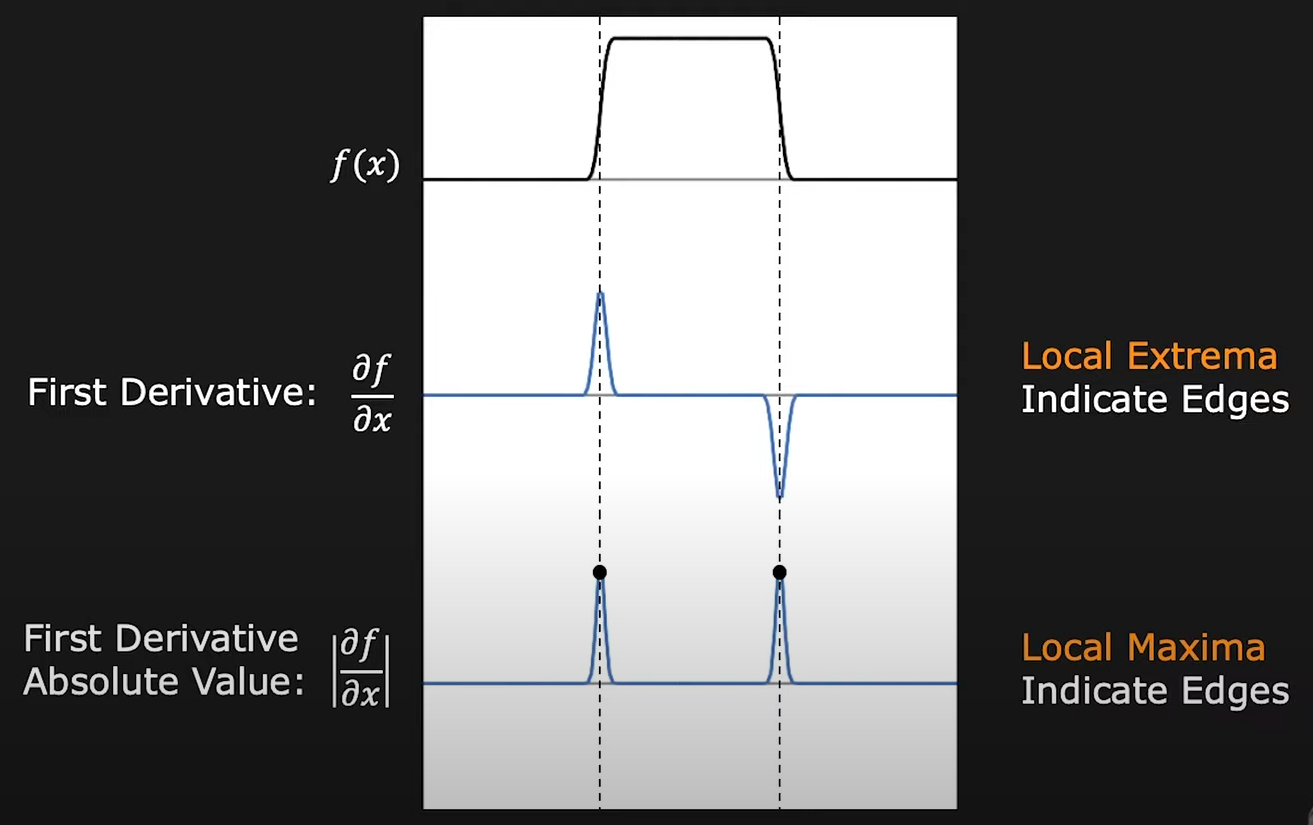 f(x)
First Derivative: ∂f/∂x
Local Extrema
Indicate Edges
First Derivative
Absolute Value: |∂f/∂x|
Local Maxima
Indicate Edges